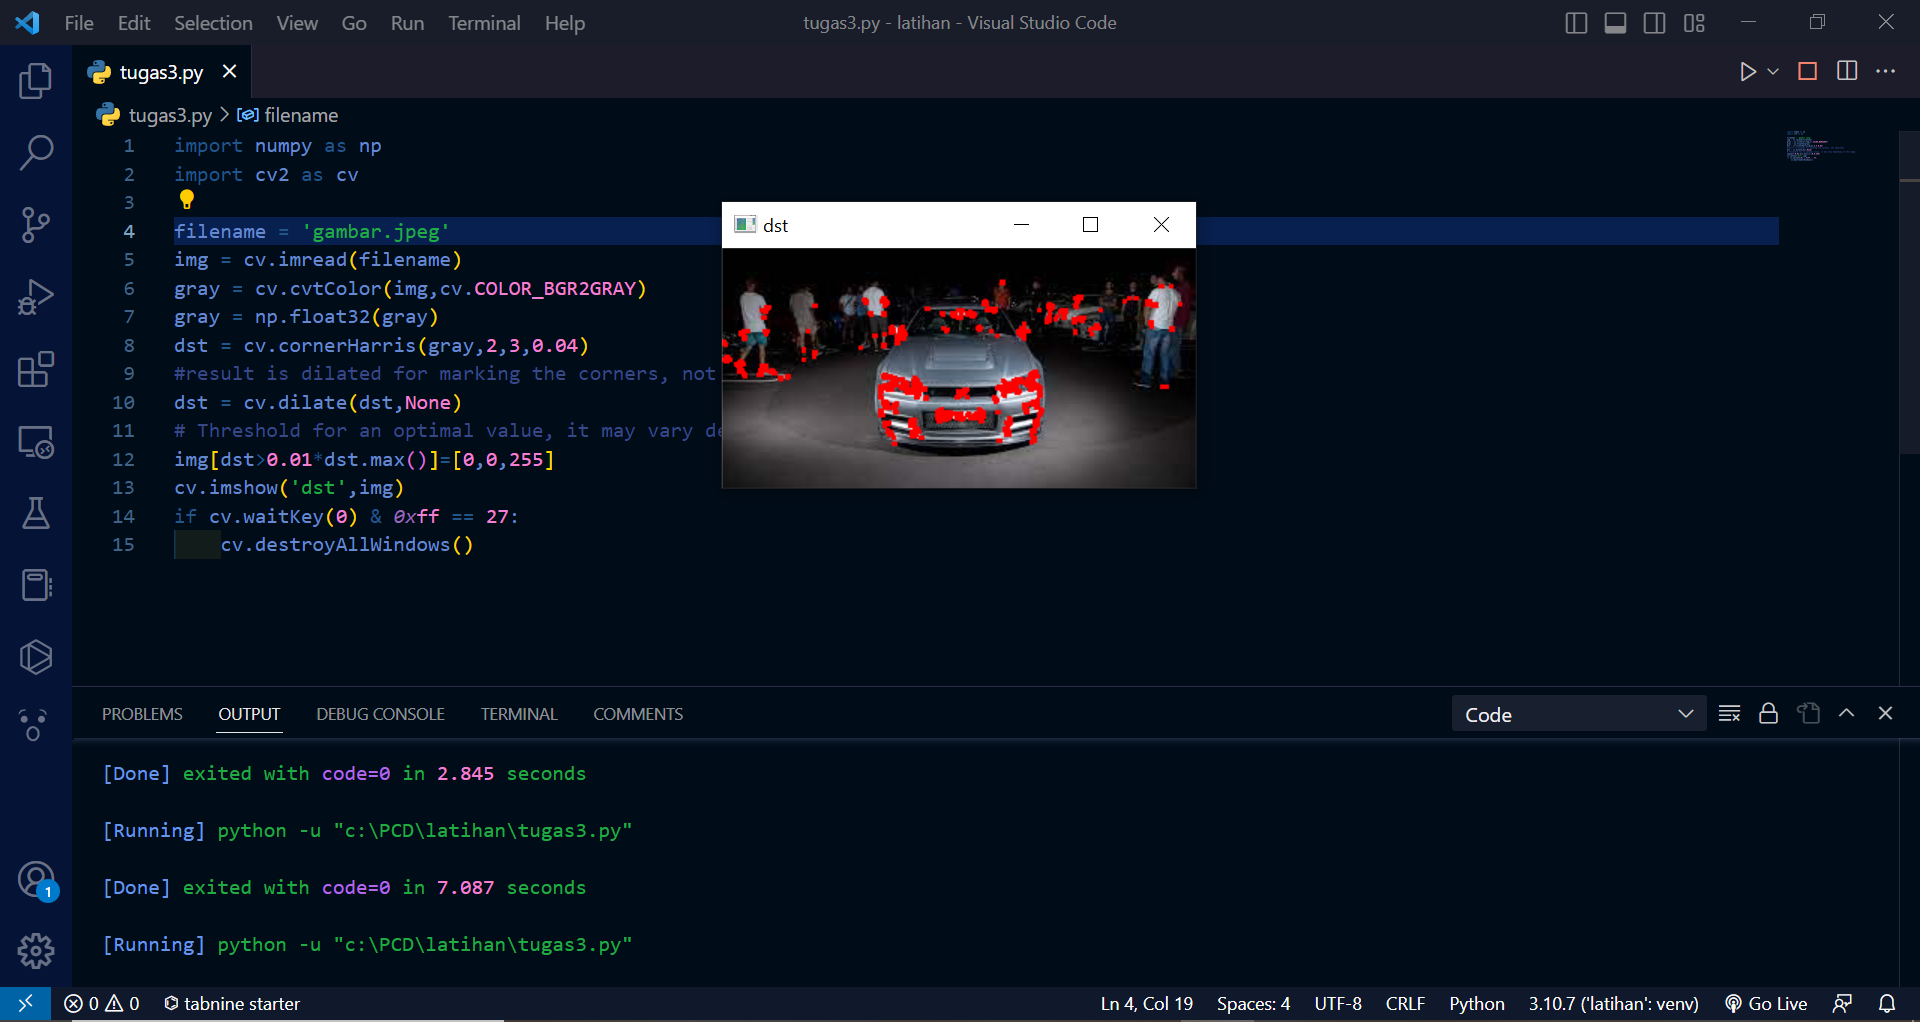 File Edit Selection View Go Run Terminal Help
tugas3.py - latihan - Visual Studio Code
tugas3.py
tugas3.py > filename
1 import numpy as np
2 import cv2 as cv
3
4 filename = 'gambar.jpeg'
5 img = cv.imread(filename)
6 gray = cv.cvtColor(img,cv.COLOR_BGR2GRAY)
7 gray = np.float32(gray)
8 dst = cv.cornerHarris(gray,2,3,0.04)
9 #result is dilated for marking the corners, not
10 dst = cv.dilate(dst,None)
11 # Threshold for an optimal value, it may vary de
12 img[dst>0.01*dst.max()]=[0,0,255]
13 cv.imshow('dst',img)
14 if cv.waitKey(0) & 0xff == 27:
15 cv.destroyAllWindows()
dst
PROBLEMS OUTPUT DEBUG CONSOLE TERMINAL COMMENTS
Code
[Done] exited with code=0 in 2.845 seconds
[Running] python -u "c:\PCD\latihan\tugas3.py"
[Done] exited with code=0 in 7.087 seconds
[Running] python -u "c:\PCD\latihan\tugas3.py"
1
0 0 tabnine starter
Ln 4, Col 19 Spaces: 4 UTF-8 CRLF Python 3.10.7 ('latihan': venv) Go Live